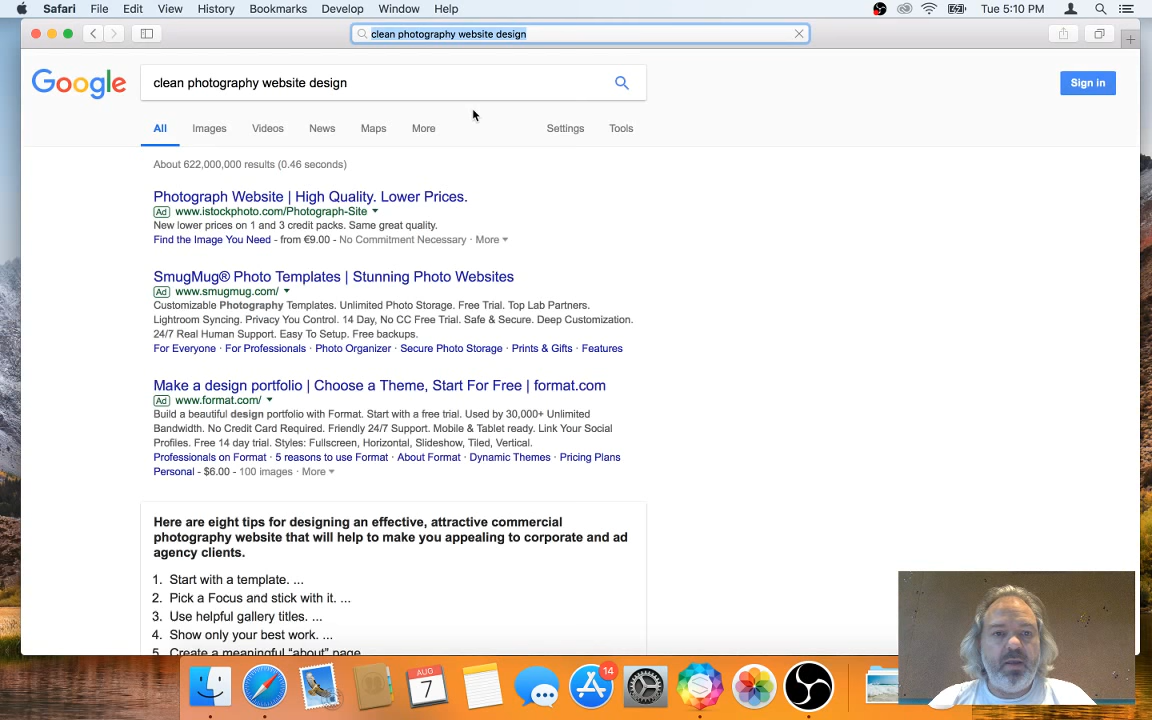 Safari File Edit View History Bookmarks Develop Window Help Tue 5:10 PM
clean photography website design
Google clean photography website design Sign in
All Images Videos News Maps More Settings Tools
About 622,000,000 results (0.46 seconds)
Photograph Website | High Quality. Lower Prices.
Ad www.istockphoto.com/Photograph-Site
New lower prices on 1 and 3 credit packs. Same great quality.
Find the Image You Need - from €9.00 - No Commitment Necessary · More
SmugMug® Photo Templates | Stunning Photo Websites
Ad www.smugmug.com/
Customizable Photography Templates. Unlimited Photo Storage. Free Trial. Top Lab Partners.
Lightroom Syncing. Privacy You Control. 14 Day, No CC Free Trial. Safe & Secure. Deep Customization.
24/7 Real Human Support. Easy To Setup. Free backups.
For Everyone · For Professionals · Photo Organizer · Secure Photo Storage · Prints & Gifts · Features
Make a design portfolio | Choose a Theme, Start For Free | format.com
Ad www.format.com/
Build a beautiful design portfolio with Format. Start with a free trial. Used by 30,000+ Unlimited
Bandwidth. No Credit Card Required. Friendly 24/7 Support. Mobile & Tablet ready. Link Your Social
Profiles. Free 14 day trial. Styles: Fullscreen, Horizontal, Slideshow, Tiled, Vertical.
Professionals on Format · 5 reasons to use Format · About Format · Dynamic Themes · Pricing Plans
Personal - $6.00 - 100 images · More
Here are eight tips for designing an effective, attractive commercial
photography website that will help to make you appealing to corporate and ad
agency clients.
1. Start with a template. ...
2. Pick a Focus and stick with it. ...
3. Use helpful gallery titles. ...
4. Show only your best work. ...
5. Create a meaningful "about" page.
AUG
7
14